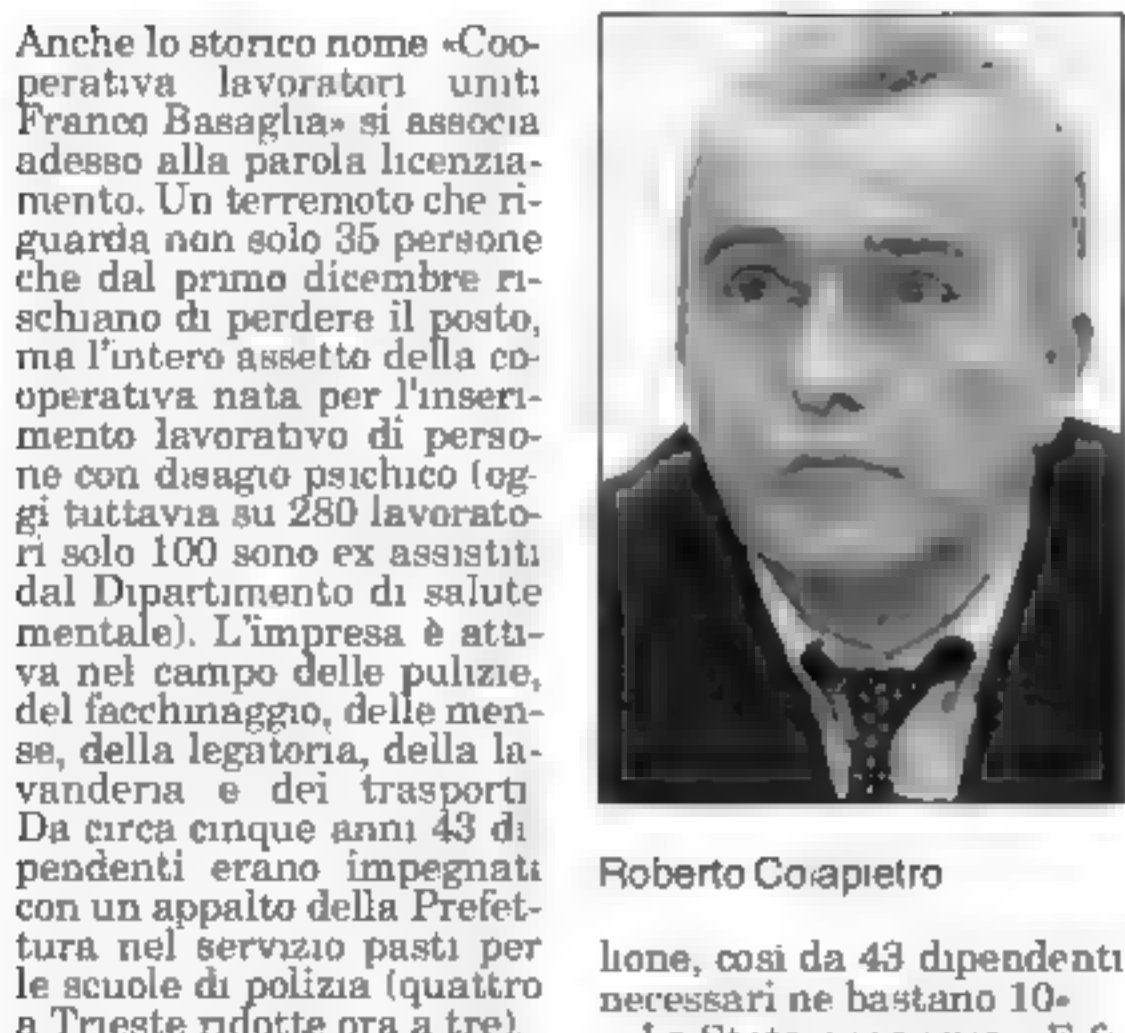 Anche lo storico nome «Coo-
perativa lavoratori uniti
Franco Basaglia» si associa
adesso alla parola licenzia-
mento. Un terremoto che ri-
guarda non solo 35 persone
che dal primo dicembre ri-
schiano di perdere il posto,
ma l'intero assetto della co-
operativa nata per l'inseri-
mento lavorativo di perso-
ne con disagio psichico (og-
gi tuttavia su 280 lavorato-
ri solo 100 sono ex assistiti
dal Dipartimento di salute
mentale). L'impresa è atti-
va nel campo delle pulizie,
del facchinaggio, delle men-
se, della legatoria, della la-
vanderia e dei trasporti
Da circa cinque anni 43 di
pendenti erano impegnati
con un appalto della Prefet-
tura nel servizio pasti per
le scuole di polizia (quattro
a Trieste ridotte ora a tre).
Roberto Colapietro
lione, così da 43 dipendenti
necessari ne bastano 10»